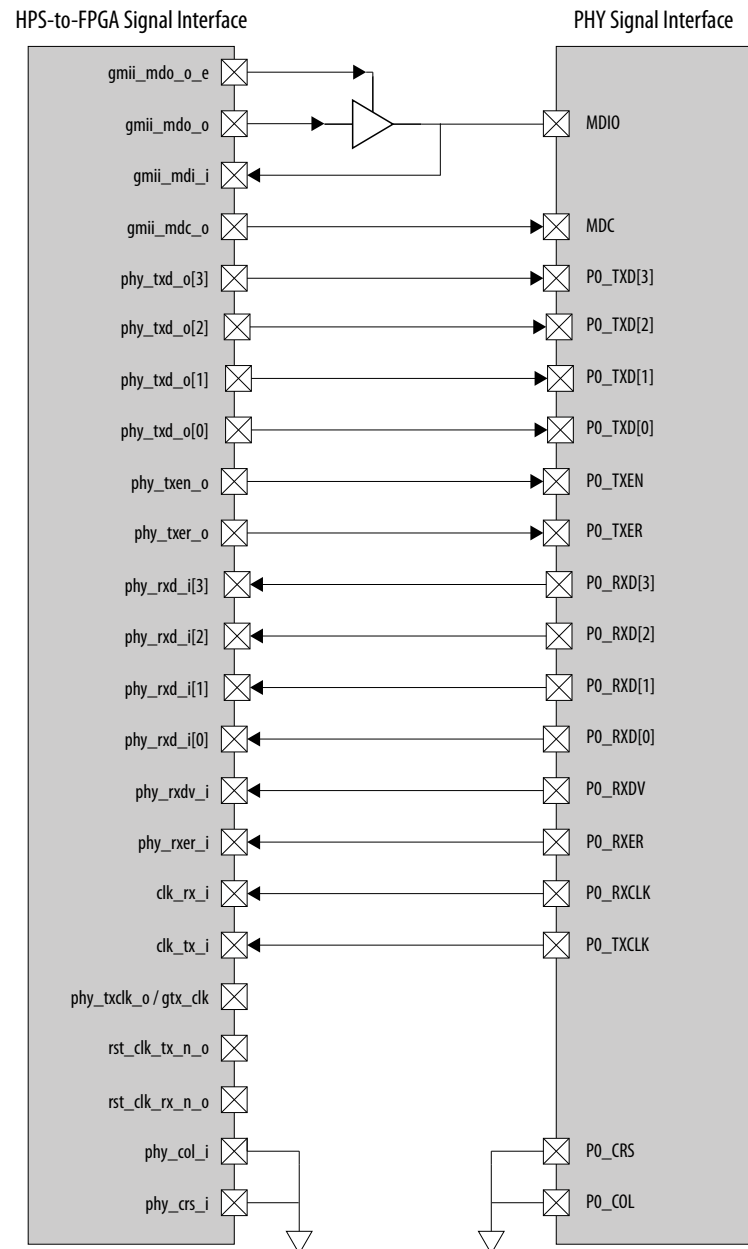 HPS-to-FPGA Signal Interface
PHY Signal Interface
gmii_mdo_o_e
gmii_mdo_o
MDIO
gmii_mdi_i
gmii_mdc_o
MDC
phy_txd_o[3]
P0_TXD[3]
phy_txd_o[2]
P0_TXD[2]
phy_txd_o[1]
P0_TXD[1]
phy_txd_o[0]
P0_TXD[0]
phy_txen_o
P0_TXEN
phy_txer_o
P0_TXER
phy_rxd_i[3]
P0_RXD[3]
phy_rxd_i[2]
P0_RXD[2]
phy_rxd_i[1]
P0_RXD[1]
phy_rxd_i[0]
P0_RXD[0]
phy_rxdv_i
P0_RXDV
phy_rxer_i
P0_RXER
clk_rx_i
P0_RXCLK
clk_tx_i
P0_TXCLK
phy_txclk_o / gtx_clk
rst_clk_tx_n_o
rst_clk_rx_n_o
phy_col_i
P0_CRS
phy_crs_i
P0_COL